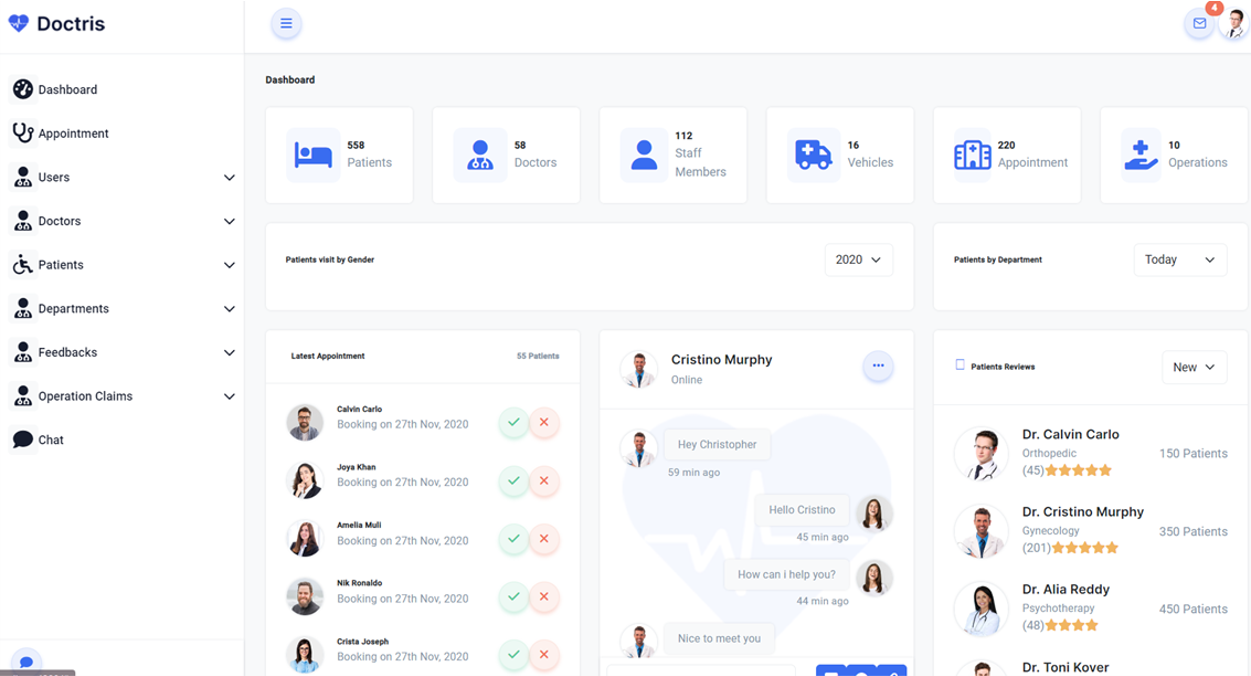 Doctris
4
Dashboard
Appointment
Users
Doctors
Patients
Departments
Feedbacks
Operation Claims
Chat
Dashboard
558
Patients
58
Doctors
112
Staff
Members
16
Vehicles
220
Appointment
10
Operations
Patients visit by Gender
2020
Patients by Department
Today
Latest Appointment
55 Patients
Calvin Carlo
Booking on 27th Nov, 2020
Joya Khan
Booking on 27th Nov, 2020
Amelia Muli
Booking on 27th Nov, 2020
Nik Ronaldo
Booking on 27th Nov, 2020
Crista Joseph
Booking on 27th Nov, 2020
Cristino Murphy
Online
Hey Christopher
59 min ago
Hello Cristino
45 min ago
How can i help you?
44 min ago
Nice to meet you
Patients Reviews
New
Dr. Calvin Carlo
Orthopedic
(45)
150 Patients
Dr. Cristino Murphy
Gynecology
(201)
350 Patients
Dr. Alia Reddy
Psychotherapy
(48)
450 Patients
Dr. Toni Kover